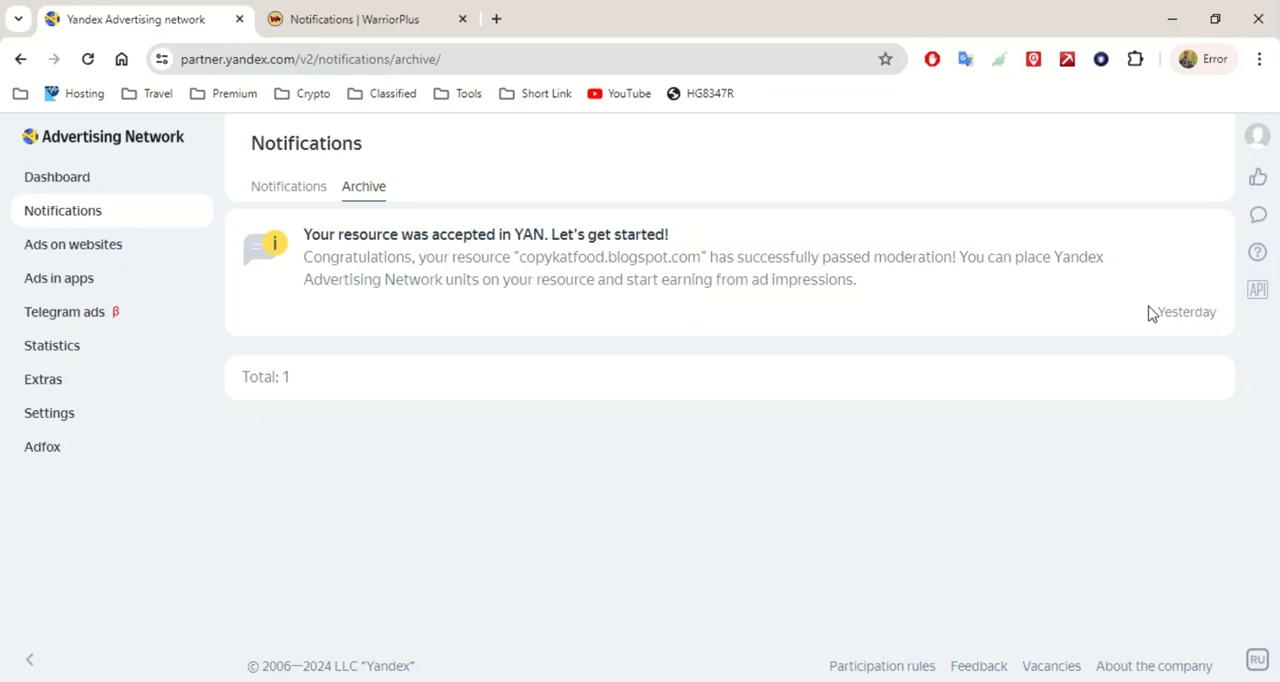 Yandex Advertising network
Notifications | WarriorPlus
partner.yandex.com/v2/notifications/archive/
Error
Hosting
Travel
Premium
Crypto
Classified
Tools
Short Link
YouTube
HG8347R
Advertising Network
Dashboard
Notifications
Ads on websites
Ads in apps
Telegram ads β
Statistics
Extras
Settings
Adfox
Notifications
Notifications
Archive
Your resource was accepted in YAN. Let's get started!
Congratulations, your resource "copykatfood.blogspot.com" has successfully passed moderation! You can place Yandex
Advertising Network units on your resource and start earning from ad impressions.
Yesterday
Total: 1
API
© 2006—2024 LLC "Yandex"
Participation rules
Feedback
Vacancies
About the company
RU